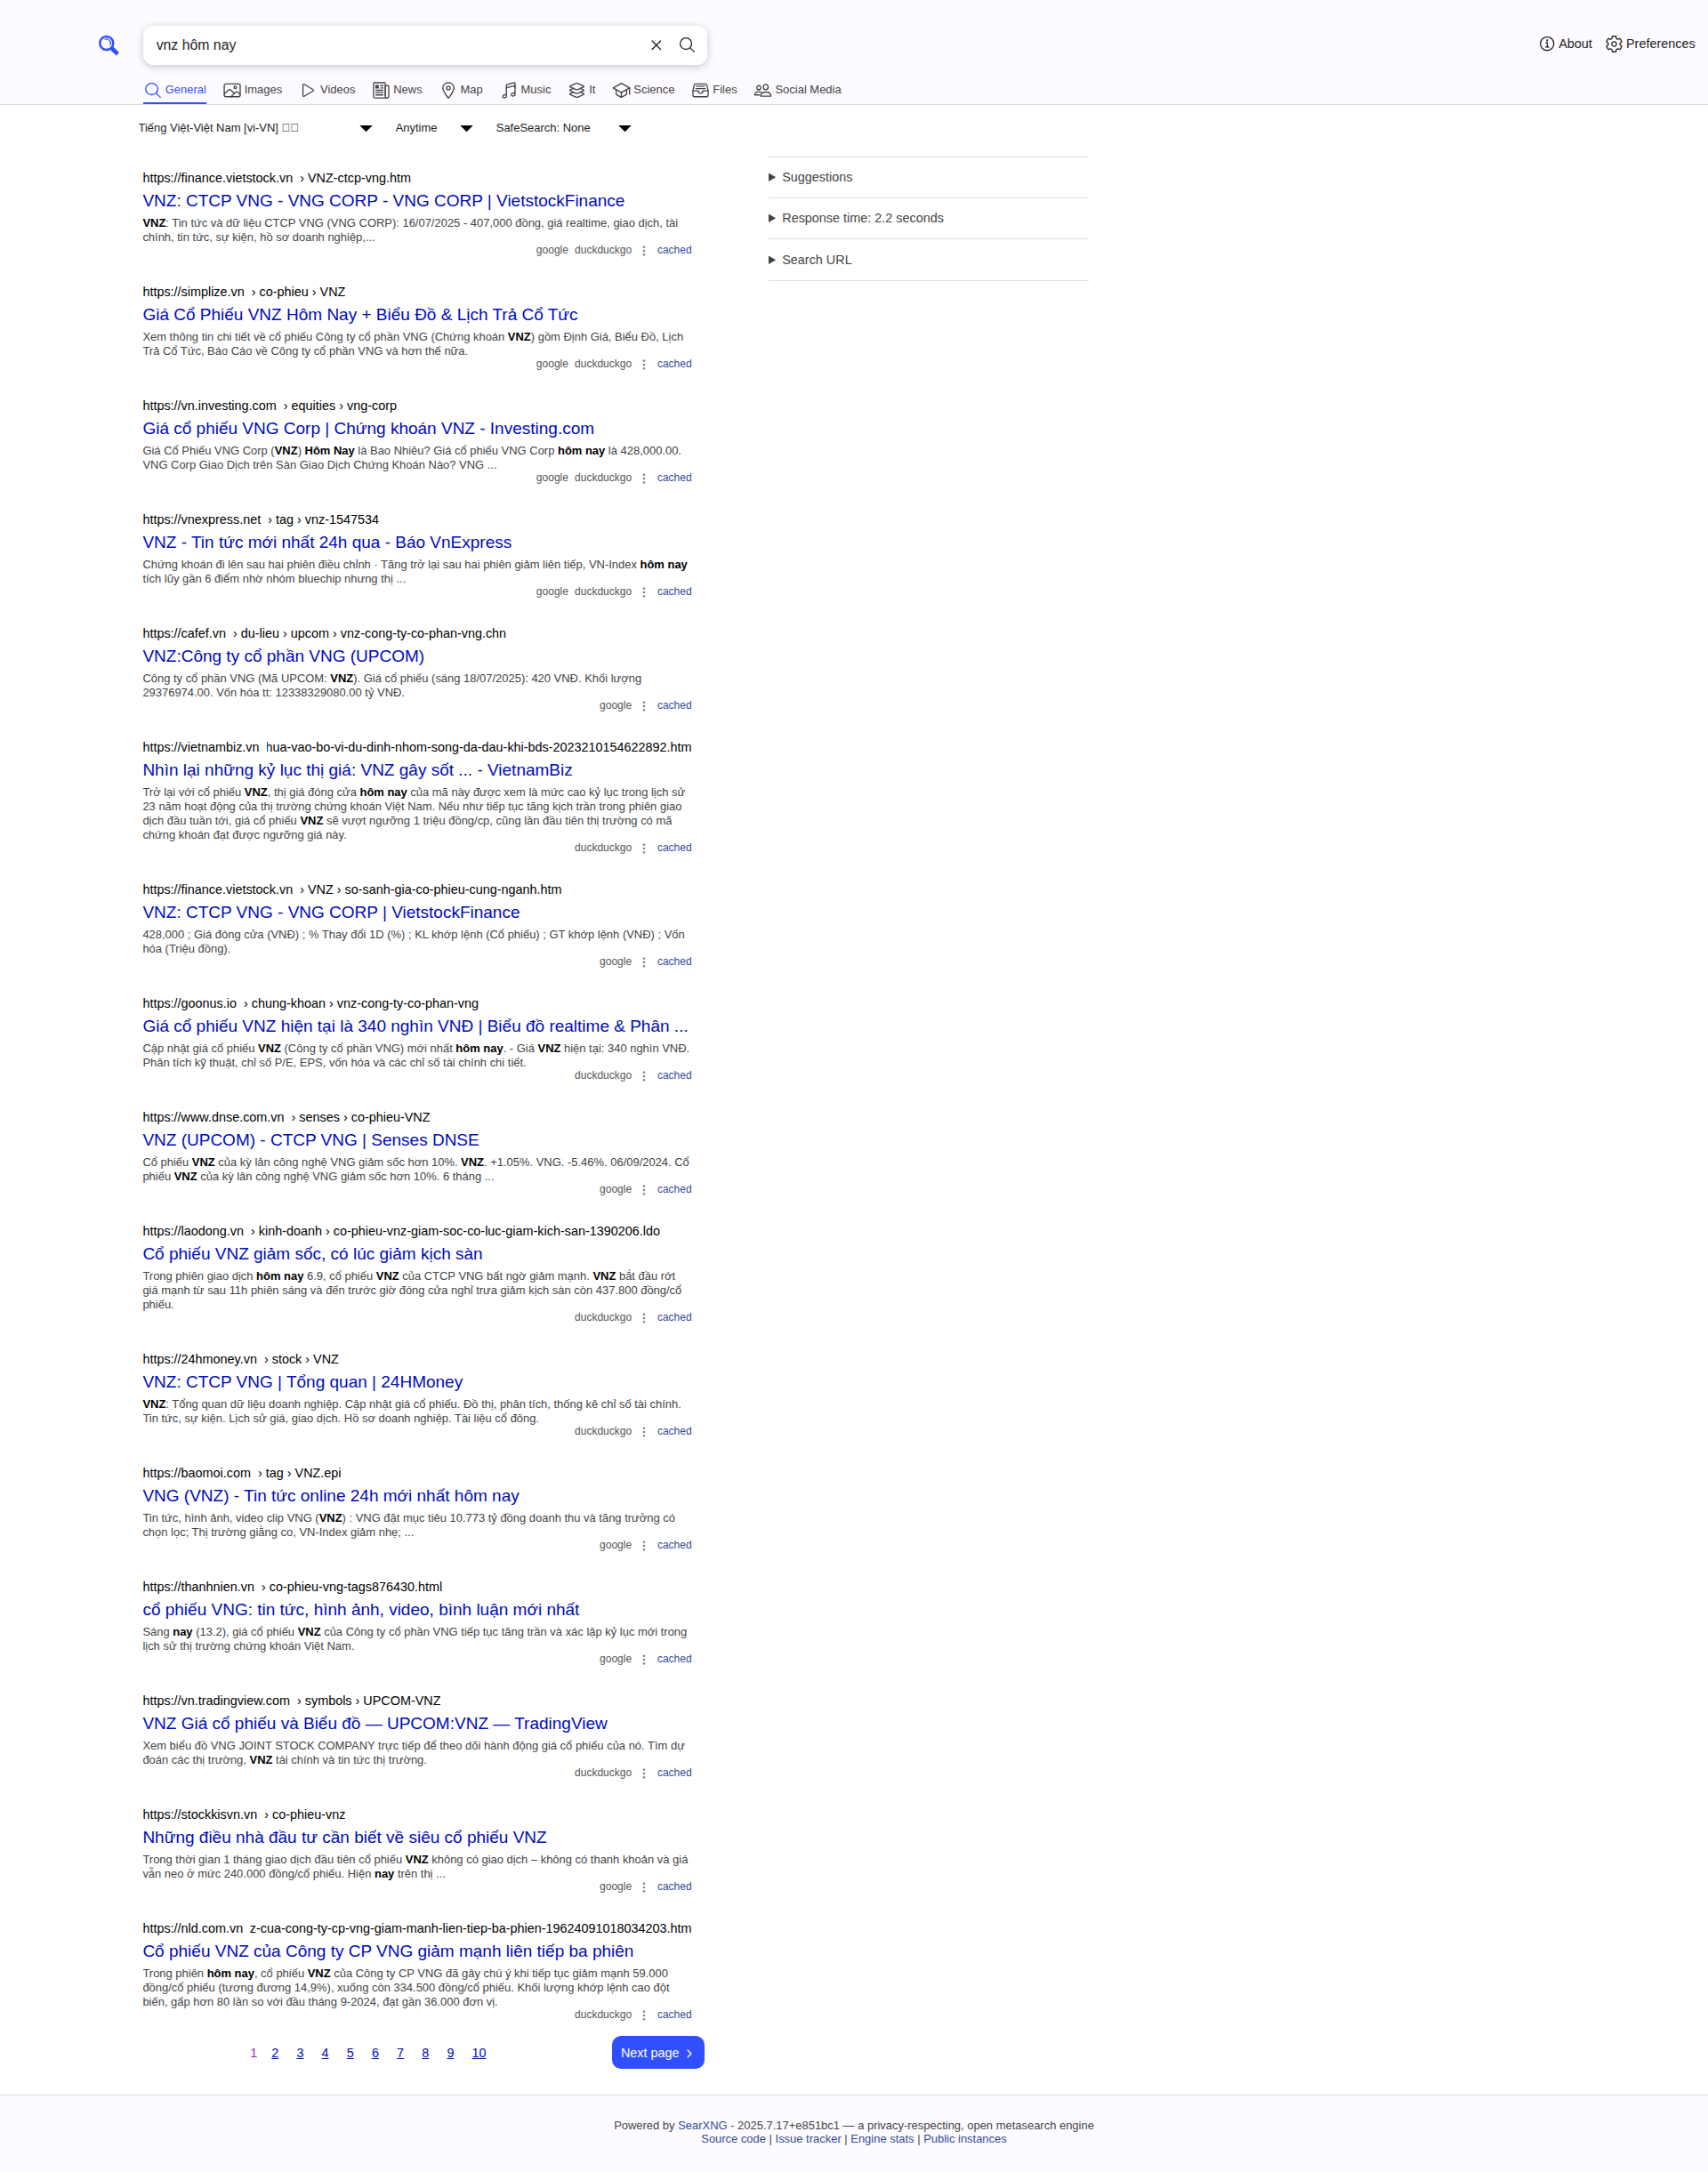 vnz hôm nay
About Preferences
General Images Videos News Map Music It Science Files Social Media
Tiếng Việt-Việt Nam [vi-VN] Anytime SafeSearch: None
Suggestions
Response time: 2.2 seconds
Search URL
https://finance.vietstock.vn › VNZ-ctcp-vng.htm
VNZ: CTCP VNG - VNG CORP - VNG CORP | VietstockFinance
VNZ: Tin tức và dữ liệu CTCP VNG (VNG CORP): 16/07/2025 - 407,000 đồng, giá realtime, giao dịch, tài
chính, tin tức, sự kiện, hồ sơ doanh nghiệp,...
google duckduckgo cached
https://simplize.vn › co-phieu › VNZ
Giá Cổ Phiếu VNZ Hôm Nay + Biểu Đồ & Lịch Trả Cổ Tức
Xem thông tin chi tiết về cổ phiếu Công ty cổ phần VNG (Chứng khoán VNZ) gồm Định Giá, Biểu Đồ, Lịch
Trả Cổ Tức, Báo Cáo về Công ty cổ phần VNG và hơn thế nữa.
google duckduckgo cached
https://vn.investing.com › equities › vng-corp
Giá cổ phiếu VNG Corp | Chứng khoán VNZ - Investing.com
Giá Cổ Phiếu VNG Corp (VNZ) Hôm Nay là Bao Nhiêu? Giá cổ phiếu VNG Corp hôm nay là 428,000.00.
VNG Corp Giao Dịch trên Sàn Giao Dịch Chứng Khoán Nào? VNG ...
google duckduckgo cached
https://vnexpress.net › tag › vnz-1547534
VNZ - Tin tức mới nhất 24h qua - Báo VnExpress
Chứng khoán đi lên sau hai phiên điều chỉnh · Tăng trở lại sau hai phiên giảm liên tiếp, VN-Index hôm nay
tích lũy gần 6 điểm nhờ nhóm bluechip nhưng thị ...
google duckduckgo cached
https://cafef.vn › du-lieu › upcom › vnz-cong-ty-co-phan-vng.chn
VNZ:Công ty cổ phần VNG (UPCOM)
Công ty cổ phần VNG (Mã UPCOM: VNZ). Giá cổ phiếu (sáng 18/07/2025): 420 VNĐ. Khối lượng
29376974.00. Vốn hóa tt: 12338329080.00 tỷ VNĐ.
google cached
https://vietnambiz.vn hua-vao-bo-vi-du-dinh-nhom-song-da-dau-khi-bds-2023210154622892.htm
Nhìn lại những kỷ lục thị giá: VNZ gây sốt ... - VietnamBiz
Trở lại với cổ phiếu VNZ, thị giá đóng cửa hôm nay của mã này được xem là mức cao kỷ lục trong lịch sử
23 năm hoạt động của thị trường chứng khoán Việt Nam. Nếu như tiếp tục tăng kịch trần trong phiên giao
dịch đầu tuần tới, giá cổ phiếu VNZ sẽ vượt ngưỡng 1 triệu đồng/cp, cũng lần đầu tiên thị trường có mã
chứng khoán đạt được ngưỡng giá này.
duckduckgo cached
https://finance.vietstock.vn › VNZ › so-sanh-gia-co-phieu-cung-nganh.htm
VNZ: CTCP VNG - VNG CORP | VietstockFinance
428,000 ; Giá đóng cửa (VNĐ) ; % Thay đổi 1D (%) ; KL khớp lệnh (Cổ phiếu) ; GT khớp lệnh (VNĐ) ; Vốn
hóa (Triệu đồng).
google cached
https://goonus.io › chung-khoan › vnz-cong-ty-co-phan-vng
Giá cổ phiếu VNZ hiện tại là 340 nghìn VNĐ | Biểu đồ realtime & Phân ...
Cập nhật giá cổ phiếu VNZ (Công ty cổ phần VNG) mới nhất hôm nay. - Giá VNZ hiện tại: 340 nghìn VNĐ.
Phân tích kỹ thuật, chỉ số P/E, EPS, vốn hóa và các chỉ số tài chính chi tiết.
duckduckgo cached
https://www.dnse.com.vn › senses › co-phieu-VNZ
VNZ (UPCOM) - CTCP VNG | Senses DNSE
Cổ phiếu VNZ của kỳ lân công nghệ VNG giảm sốc hơn 10%. VNZ. +1.05%. VNG. -5.46%. 06/09/2024. Cổ
phiếu VNZ của kỳ lân công nghệ VNG giảm sốc hơn 10%. 6 tháng ...
google cached
https://laodong.vn › kinh-doanh › co-phieu-vnz-giam-soc-co-luc-giam-kich-san-1390206.ldo
Cổ phiếu VNZ giảm sốc, có lúc giảm kịch sàn
Trong phiên giao dịch hôm nay 6.9, cổ phiếu VNZ của CTCP VNG bất ngờ giảm mạnh. VNZ bắt đầu rớt
giá mạnh từ sau 11h phiên sáng và đến trước giờ đóng cửa nghỉ trưa giảm kịch sàn còn 437.800 đồng/cổ
phiếu.
duckduckgo cached
https://24hmoney.vn › stock › VNZ
VNZ: CTCP VNG | Tổng quan | 24HMoney
VNZ: Tổng quan dữ liệu doanh nghiệp. Cập nhật giá cổ phiếu. Đồ thị, phân tích, thống kê chỉ số tài chính.
Tin tức, sự kiện. Lịch sử giá, giao dịch. Hồ sơ doanh nghiệp. Tài liệu cổ đông.
duckduckgo cached
https://baomoi.com › tag › VNZ.epi
VNG (VNZ) - Tin tức online 24h mới nhất hôm nay
Tin tức, hình ảnh, video clip VNG (VNZ) : VNG đặt mục tiêu 10.773 tỷ đồng doanh thu và tăng trưởng có
chọn lọc; Thị trường giằng co, VN-Index giảm nhẹ; ...
google cached
https://thanhnien.vn › co-phieu-vng-tags876430.html
cổ phiếu VNG: tin tức, hình ảnh, video, bình luận mới nhất
Sáng nay (13.2), giá cổ phiếu VNZ của Công ty cổ phần VNG tiếp tục tăng trần và xác lập kỷ lục mới trong
lịch sử thị trường chứng khoán Việt Nam.
google cached
https://vn.tradingview.com › symbols › UPCOM-VNZ
VNZ Giá cổ phiếu và Biểu đồ — UPCOM:VNZ — TradingView
Xem biểu đồ VNG JOINT STOCK COMPANY trực tiếp để theo dõi hành động giá cổ phiếu của nó. Tìm dự
đoán các thị trường, VNZ tài chính và tin tức thị trường.
duckduckgo cached
https://stockkisvn.vn › co-phieu-vnz
Những điều nhà đầu tư cần biết về siêu cổ phiếu VNZ
Trong thời gian 1 tháng giao dịch đầu tiên cổ phiếu VNZ không có giao dịch – không có thanh khoản và giá
vẫn neo ở mức 240.000 đồng/cổ phiếu. Hiện nay trên thị ...
google cached
https://nld.com.vn z-cua-cong-ty-cp-vng-giam-manh-lien-tiep-ba-phien-19624091018034203.htm
Cổ phiếu VNZ của Công ty CP VNG giảm mạnh liên tiếp ba phiên
Trong phiên hôm nay, cổ phiếu VNZ của Công ty CP VNG đã gây chú ý khi tiếp tục giảm mạnh 59.000
đồng/cổ phiếu (tương đương 14,9%), xuống còn 334.500 đồng/cổ phiếu. Khối lượng khớp lệnh cao đột
biến, gấp hơn 80 lần so với đầu tháng 9-2024, đạt gần 36.000 đơn vị.
duckduckgo cached
1 2 3 4 5 6 7 8 9 10 Next page
Powered by SearXNG - 2025.7.17+e851bc1 — a privacy-respecting, open metasearch engine
Source code | Issue tracker | Engine stats | Public instances